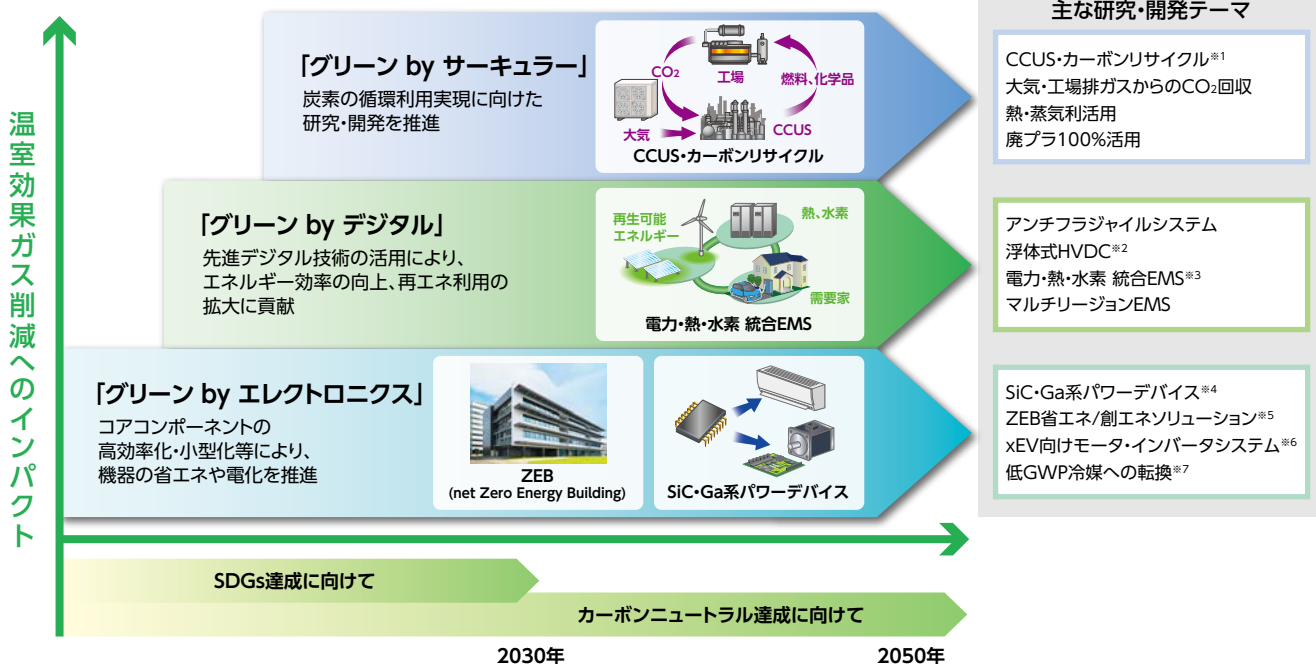 温室効果ガス削減へのインパクト
「グリーン by サーキュラー」
炭素の循環利用実現に向けた
研究・開発を推進
CO₂
工場
燃料、化学品
大気
CCUS
CCUS・カーボンリサイクル
「グリーン by デジタル」
先進デジタル技術の活用により、
エネルギー効率の向上、再エネ利用の
拡大に貢献
再生可能
エネルギー
熱、水素
需要家
電力・熱・水素 統合EMS
「グリーン by エレクトロニクス」
コアコンポーネントの
高効率化・小型化等により、
機器の省エネや電化を推進
ZEB
(net Zero Energy Building)
SiC・Ga系パワーデバイス
主な研究・開発テーマ
CCUS・カーボンリサイクル※1
大気・工場排ガスからのCO₂回収
熱・蒸気利活用
廃プラ100%活用
アンチフラジャイルシステム
浮体式HVDC※2
電力・熱・水素 統合EMS※3
マルチリージョンEMS
SiC・Ga系パワーデバイス※4
ZEB省エネ/創エネソリューション※5
xEV向けモータ・インバータシステム※6
低GWP冷媒への転換※7
SDGs達成に向けて
カーボンニュートラル達成に向けて
2030年
2050年